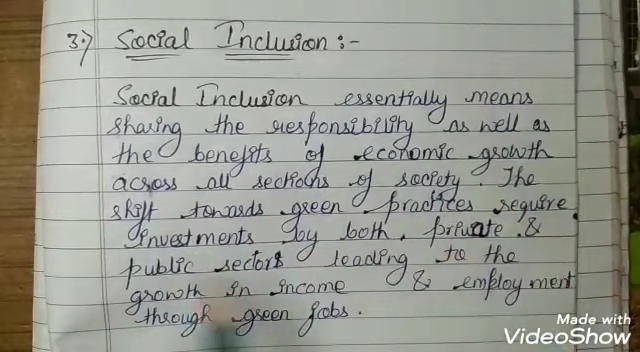 3.) Social Inclusion :-
Social Inclusion essentially means
sharing the responsibility as well as
the benefits of economic growth
across all sections of society. The
shift towards green practices require
investments by both, private &
public sectors leading to the
growth in income & employment
through green jobs.
Made with
VideoShow